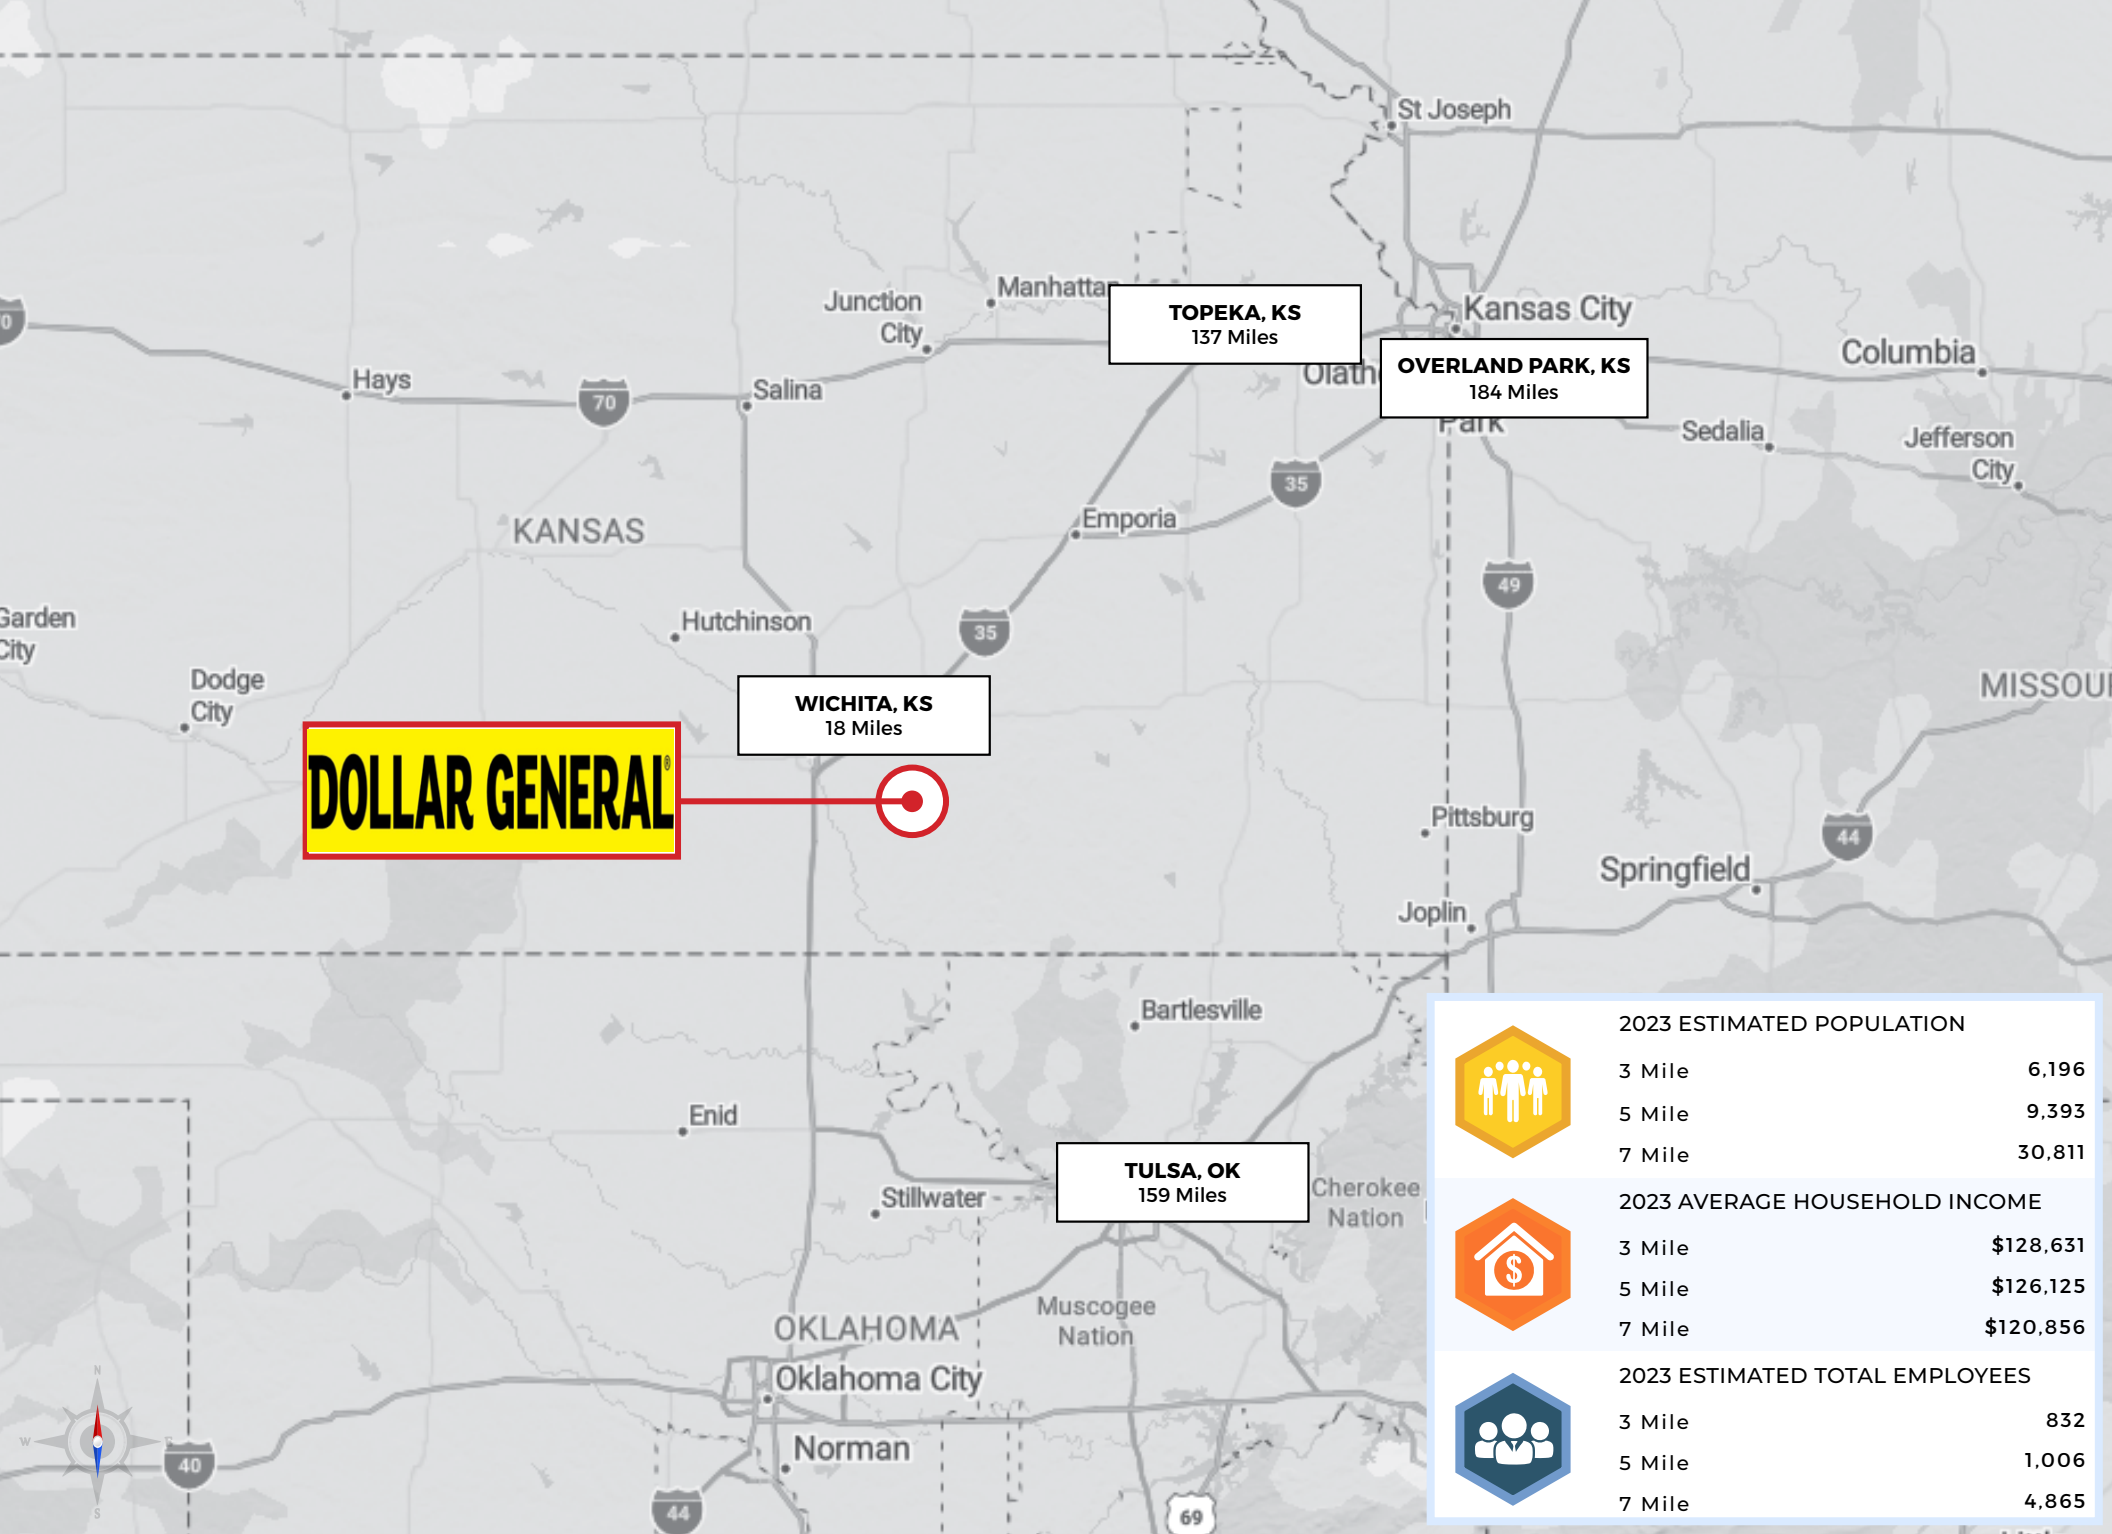 St Joseph
Manhattan
Junction
City
TOPEKA, KS
137 Miles
Kansas City
OVERLAND PARK, KS
184 Miles
Olath
Park
Columbia
Hays
70
Salina
Sedalia
Jefferson
City
35
Emporia
KANSAS
49
Garden
City
Hutchinson
35
Dodge
City
MISSOUR
WICHITA, KS
18 Miles
DOLLAR GENERAL®
Pittsburg
44
Springfield
Joplin
Bartlesville
Enid
TULSA, OK
159 Miles
Stillwater
Cherokee
Nation
OKLAHOMA
Muscogee
Nation
Oklahoma City
Norman
N
W
E
S
40
44
69
2023 ESTIMATED POPULATION
3 Mile 6,196
5 Mile 9,393
7 Mile 30,811
2023 AVERAGE HOUSEHOLD INCOME
$
3 Mile $128,631
5 Mile $126,125
7 Mile $120,856
2023 ESTIMATED TOTAL EMPLOYEES
3 Mile 832
5 Mile 1,006
7 Mile 4,865